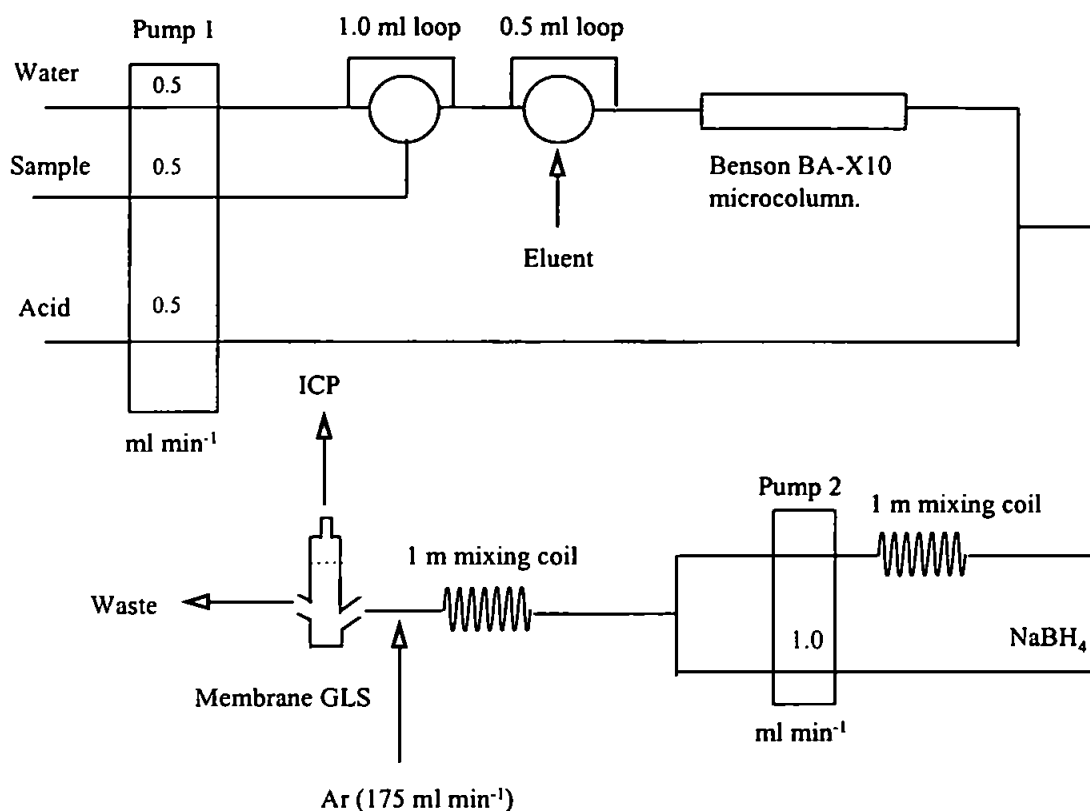 Pump 1
1.0 ml loop
0.5 ml loop
Water
0.5
Sample
0.5
Benson BA-X10
microcolumn.
Eluent
Acid
0.5
ml min⁻¹
ICP
Pump 2
1 m mixing coil
1 m mixing coil
Waste
1.0
NaBH₄
Membrane GLS
ml min⁻¹
Ar (175 ml min⁻¹)